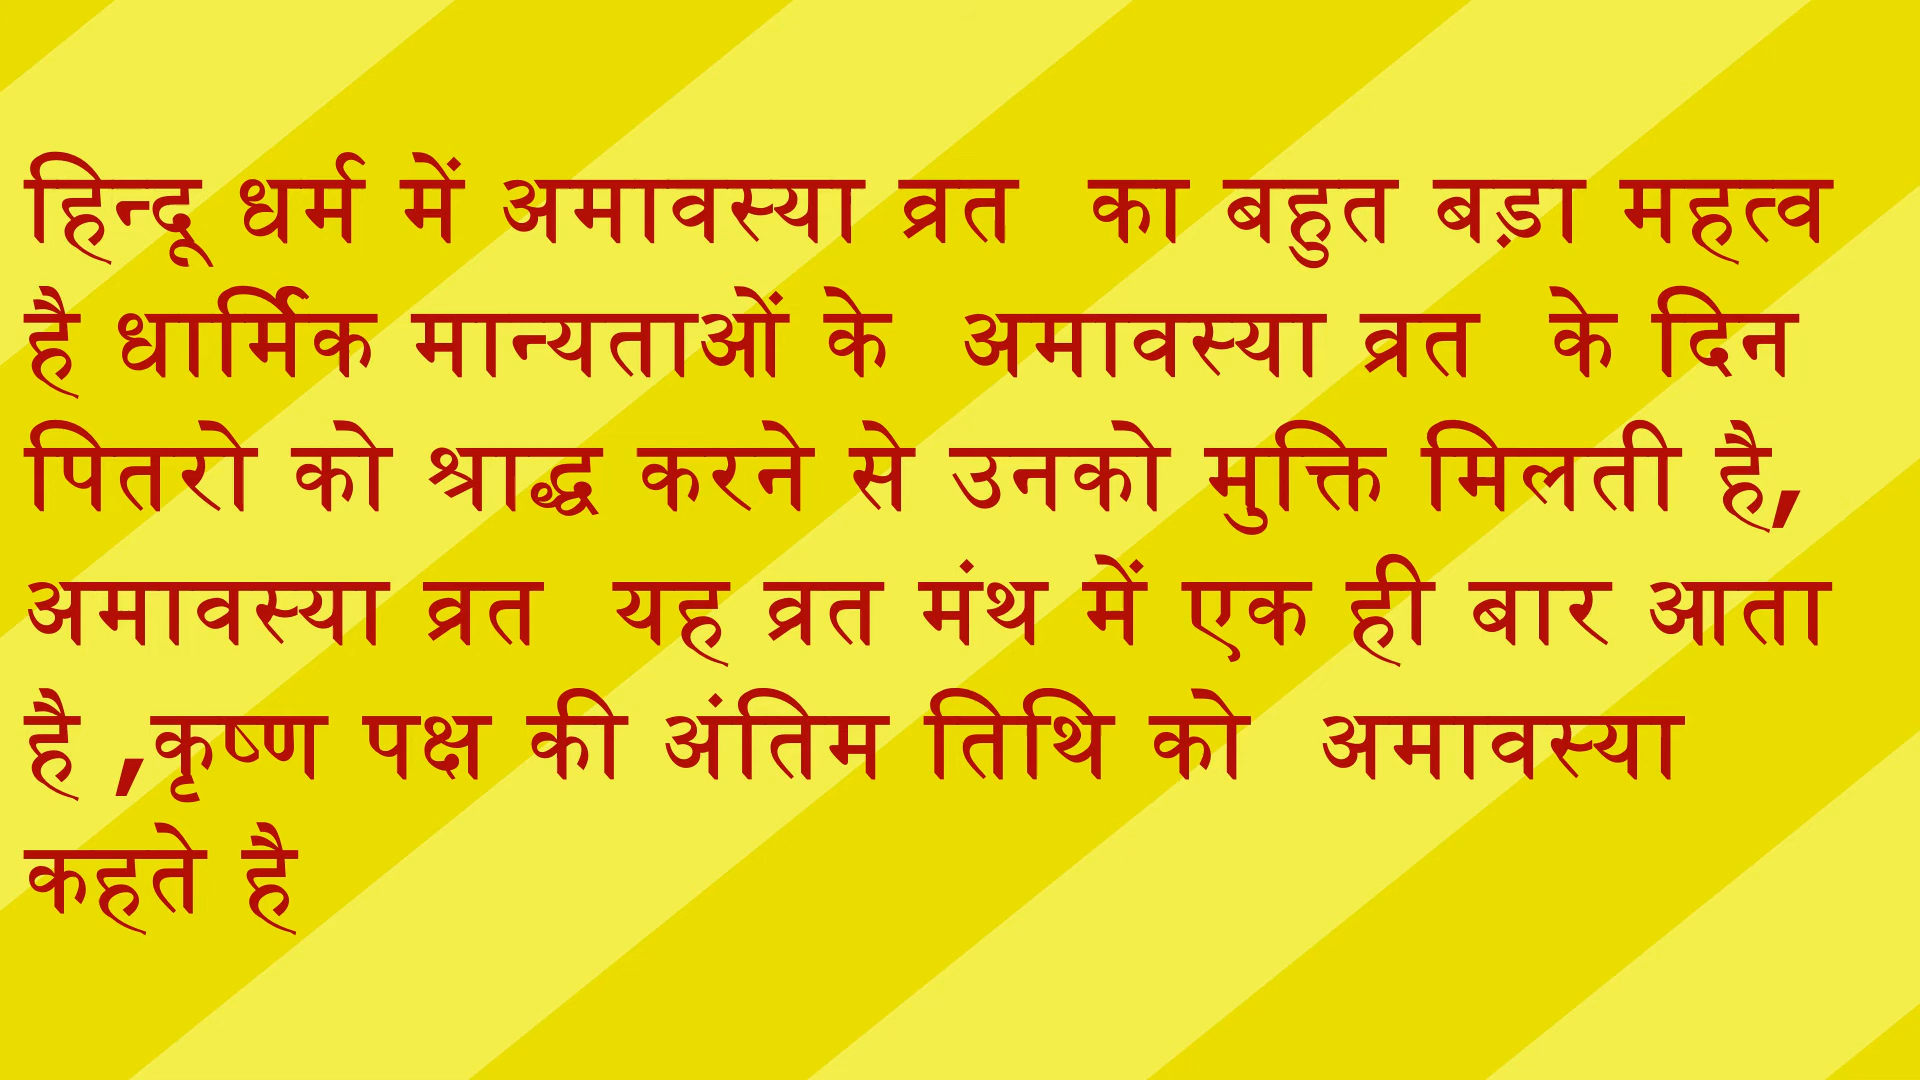 हिन्दू धर्म में अमावस्या व्रत का बहुत बड़ा महत्व
है धार्मिक मान्यताओं के अमावस्या व्रत के दिन
पितरो को श्राद्ध करने से उनको मुक्ति मिलती है,
अमावस्या व्रत यह व्रत मंथ में एक ही बार आता
है ,कृष्ण पक्ष की अंतिम तिथि को अमावस्या
कहते है